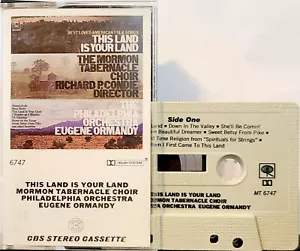 BEST LOVED AMERICAN FOLK SONGS
THIS LAND
IS YOUR LAND
THE MORMON
TABERNACLE
CHOIR
RICHARD P. CONDIE,
DIRECTOR
THE
PHILADELPHIA
ORCHESTRA
EUGENE ORMANDY
6747
DOLBY SYSTEM
THIS LAND IS YOUR LAND
MORMON TABERNACLE CHOIR
PHILADELPHIA ORCHESTRA
EUGENE ORMANDY
CBS STEREO CASSETTE
Side One
Land • Down In The Valley • She'll Be Comin'
Beautiful Dreamer • Sweet Betsy From Pike •
Time Religion from "Spirituals for Strings" •
I First Came To This Land
MT 6747
LAND IS YOUR LAND
TABERNACLE CHOIR
ORCHESTRA EUGENE ORMANDY